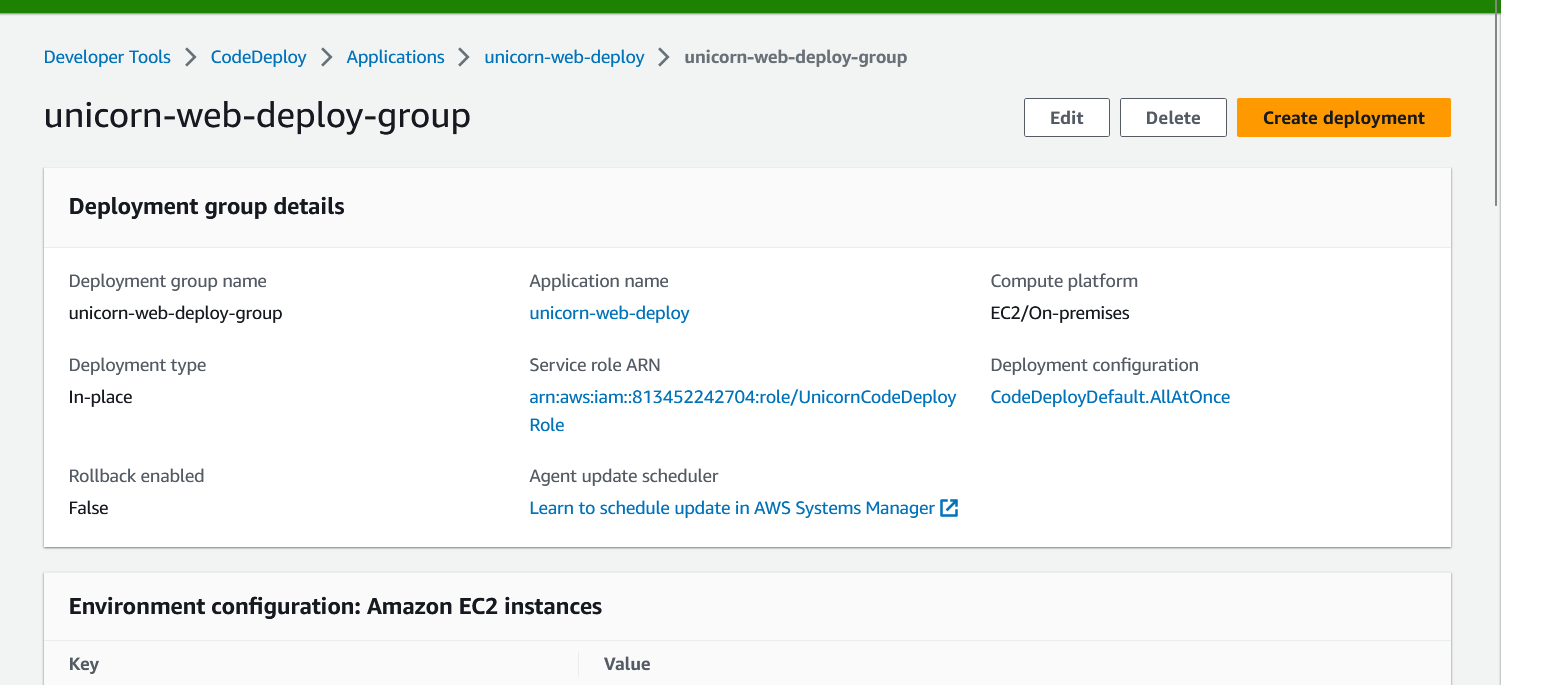 Developer Tools > CodeDeploy > Applications > unicorn-web-deploy > unicorn-web-deploy-group
unicorn-web-deploy-group
Edit
Delete
Create deployment
Deployment group details
Deployment group name
unicorn-web-deploy-group
Application name
unicorn-web-deploy
Compute platform
EC2/On-premises
Deployment type
In-place
Service role ARN
arn:aws:iam::813452242704:role/UnicornCodeDeploy
Role
Deployment configuration
CodeDeployDefault.AllAtOnce
Rollback enabled
False
Agent update scheduler
Learn to schedule update in AWS Systems Manager
Environment configuration: Amazon EC2 instances
Key
Value